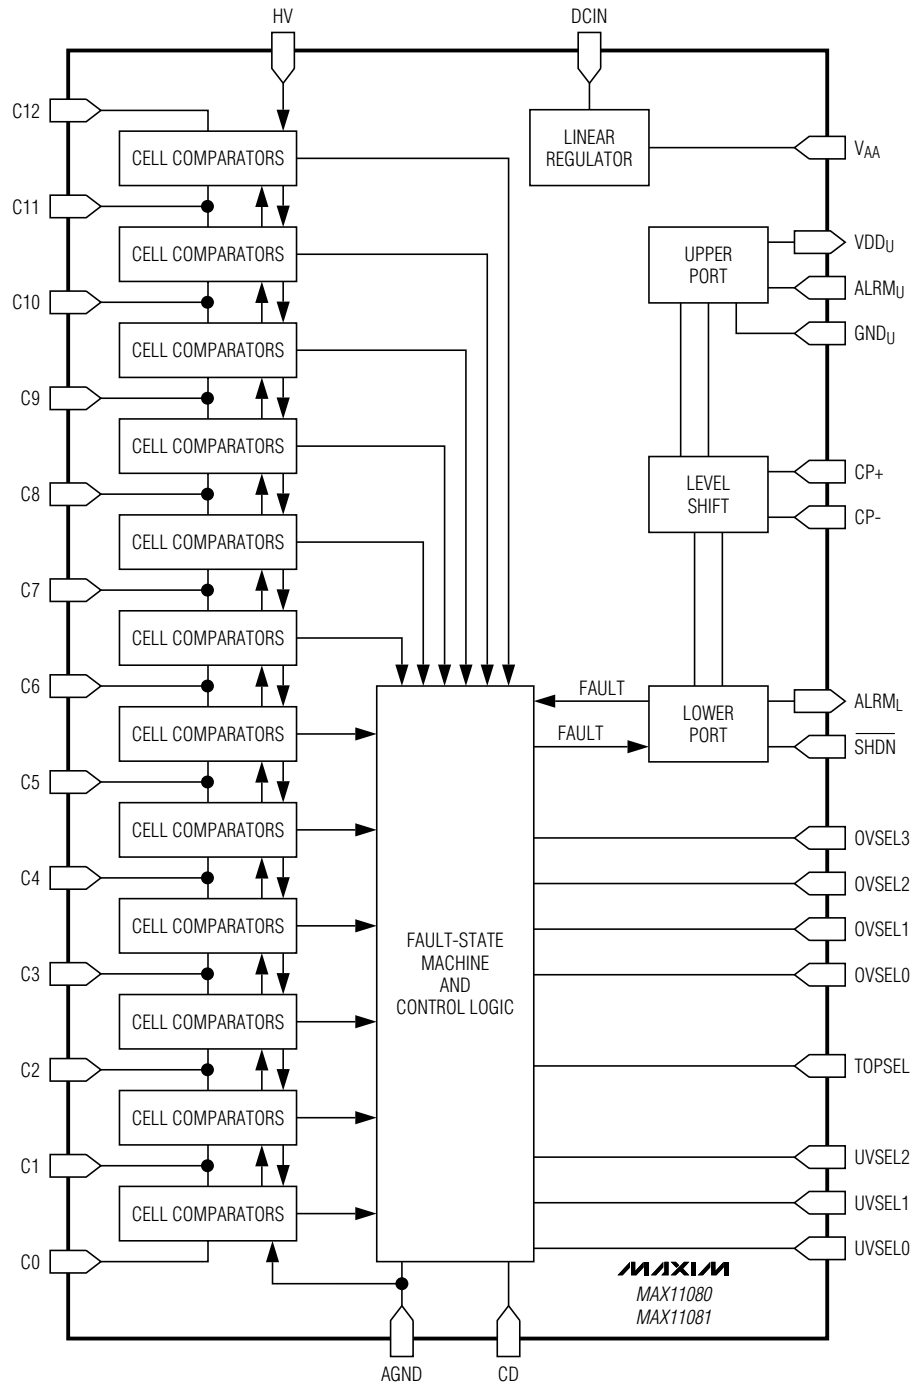 HV
DCIN
C12
CELL COMPARATORS
LINEAR
REGULATOR
VAA
C11
CELL COMPARATORS
UPPER
PORT
VDDU
ALRMU
GNDU
C10
CELL COMPARATORS
C9
CELL COMPARATORS
C8
LEVEL
SHIFT
CP+
CP-
CELL COMPARATORS
C7
CELL COMPARATORS
C6
FAULT
FAULT
LOWER
PORT
ALRML
SHDN
CELL COMPARATORS
C5
CELL COMPARATORS
OVSEL3
C4
OVSEL2
CELL COMPARATORS
OVSEL1
FAULT-STATE
MACHINE
AND
CONTROL LOGIC
C3
OVSEL0
CELL COMPARATORS
C2
TOPSEL
CELL COMPARATORS
C1
UVSEL2
UVSEL1
CELL COMPARATORS
C0
UVSEL0
MAXIM
MAX11080
MAX11081
AGND
CD